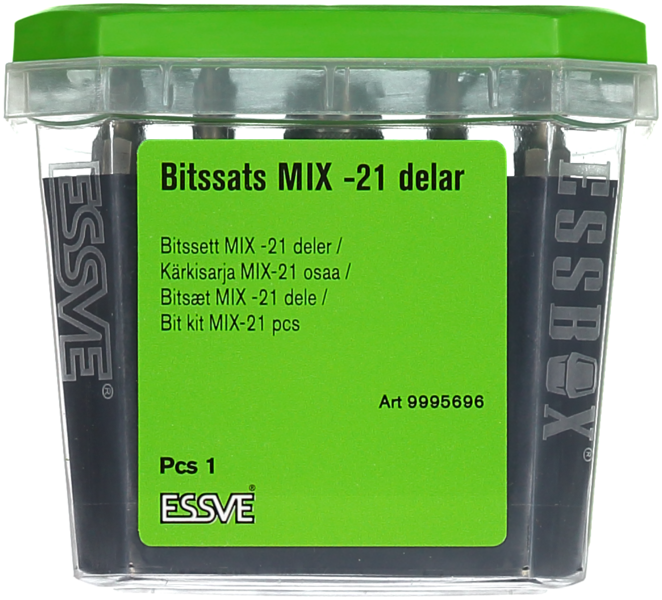 Bitssats MIX -21 delar
Bitssett MIX -21 deler /
Kärkisarja MIX-21 osaa /
Bitsæt MIX -21 dele /
Bit kit MIX-21 pcs
Art 9995696
Pcs 1
ESSVE®
ESSVE®
ESSBOX®